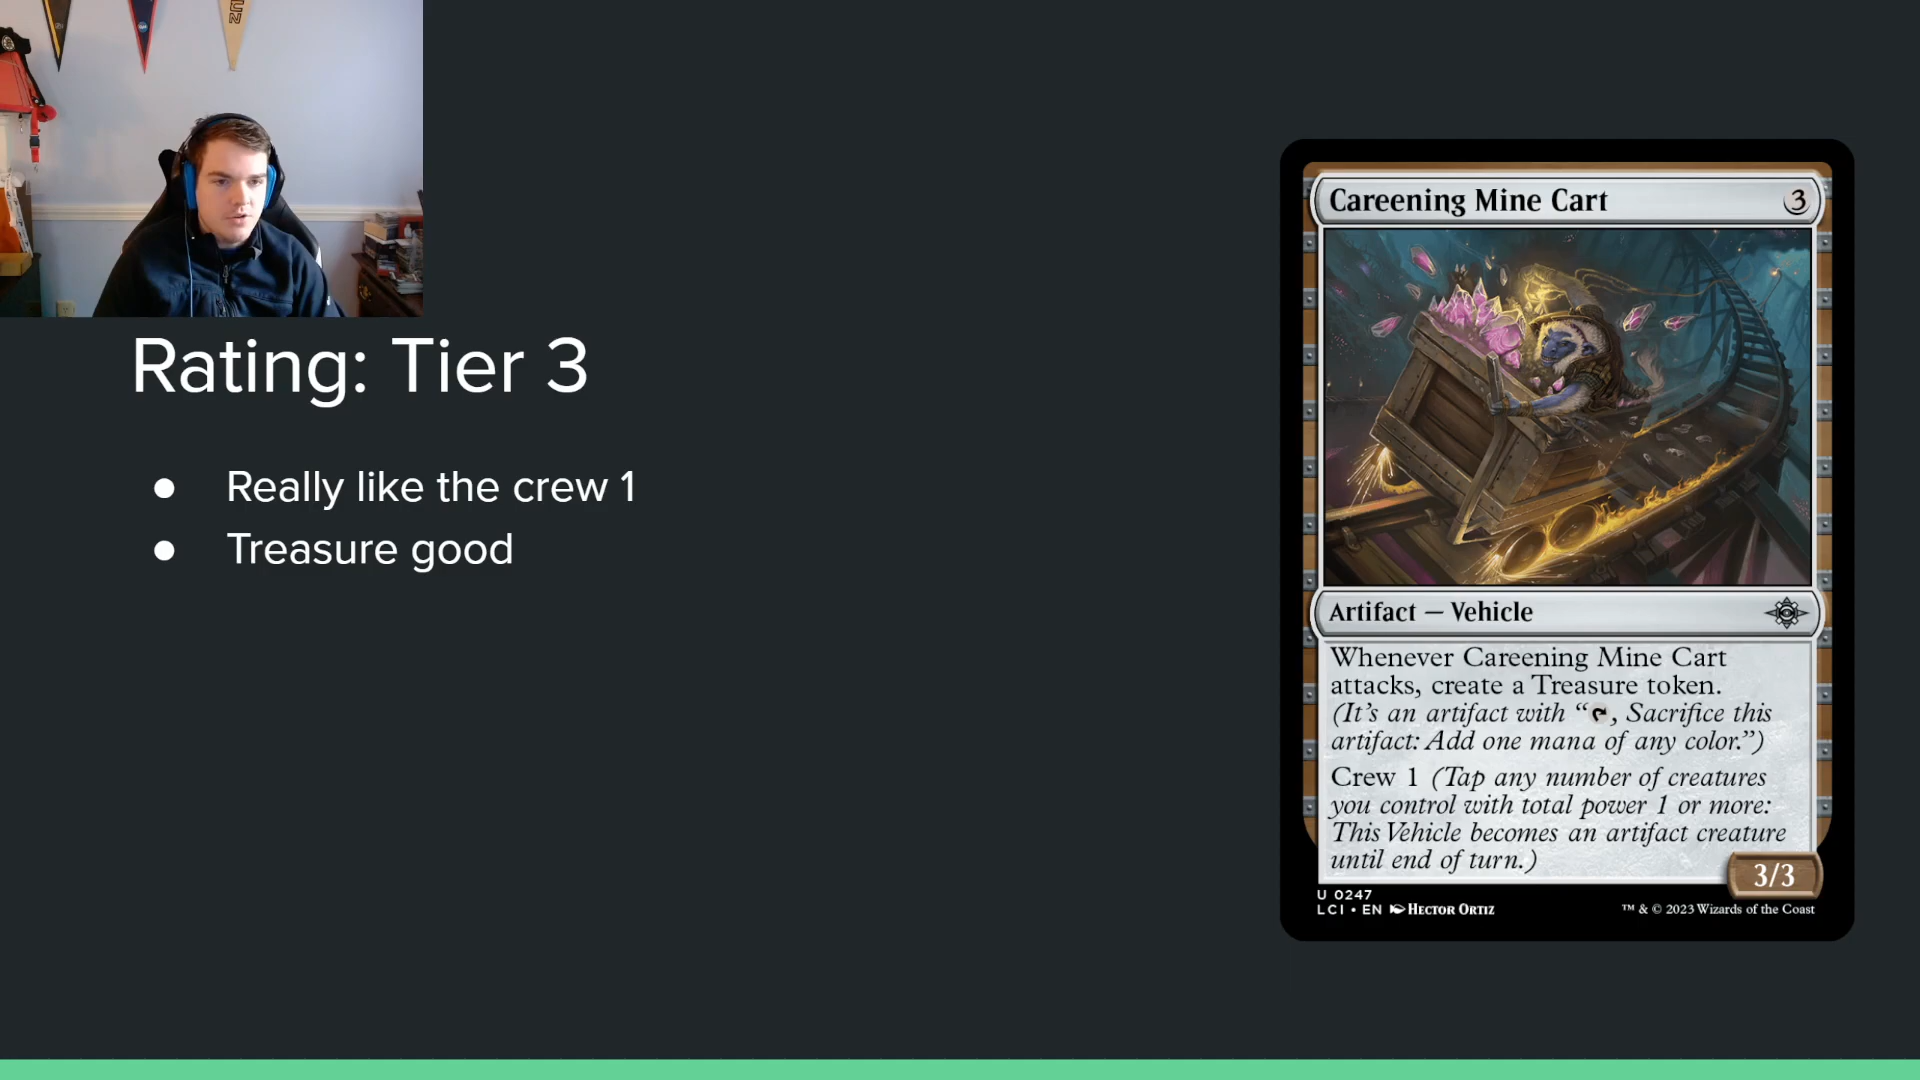 Rating: Tier 3
● Really like the crew 1
● Treasure good
Careening Mine Cart 3
Artifact — Vehicle
Whenever Careening Mine Cart
attacks, create a Treasure token.
(It's an artifact with “, Sacrifice this
artifact: Add one mana of any color.”)
Crew 1 (Tap any number of creatures
you control with total power 1 or more:
This Vehicle becomes an artifact creature
until end of turn.)
3/3
U 0247
LCI • EN Hector Ortiz
™ & © 2023 Wizards of the Coast